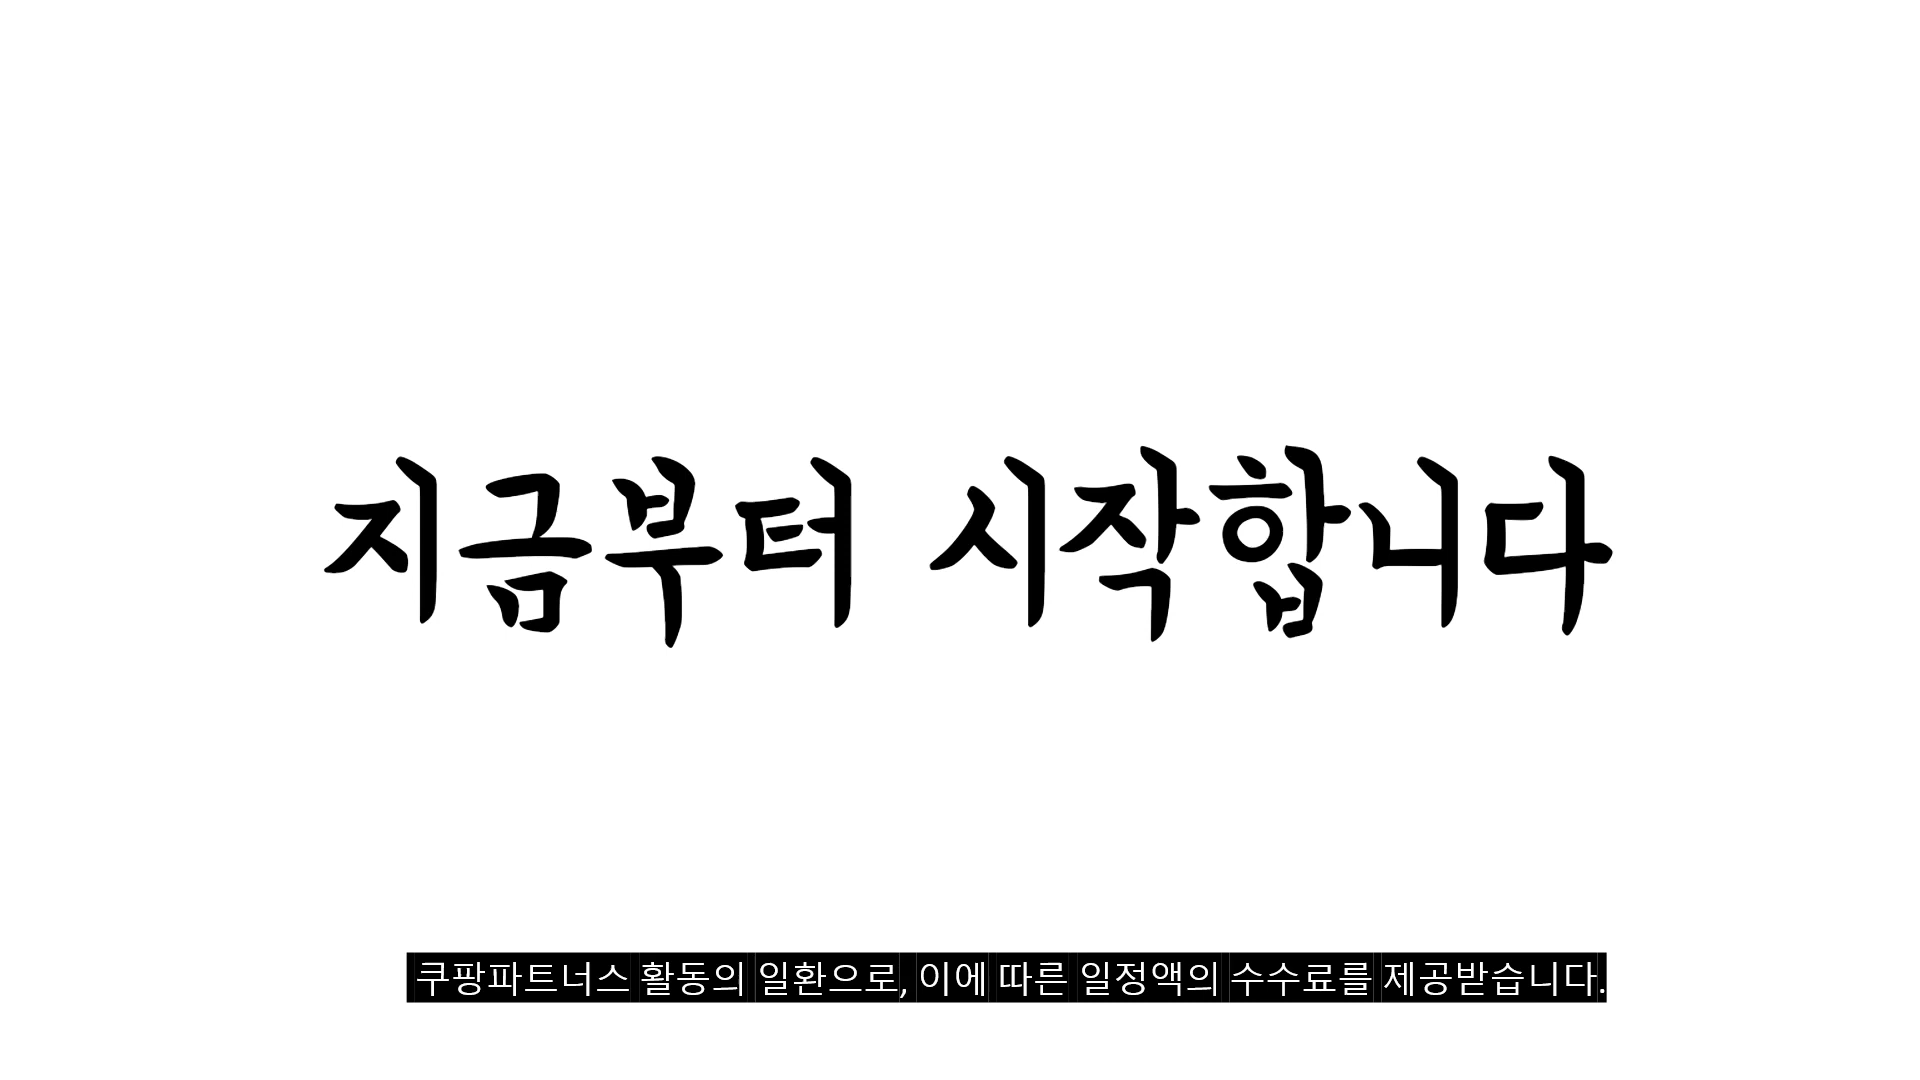 지금부터 시작합니다
쿠팡파트너스 활동의 일환으로, 이에 따른 일정액의 수수료를 제공받습니다.